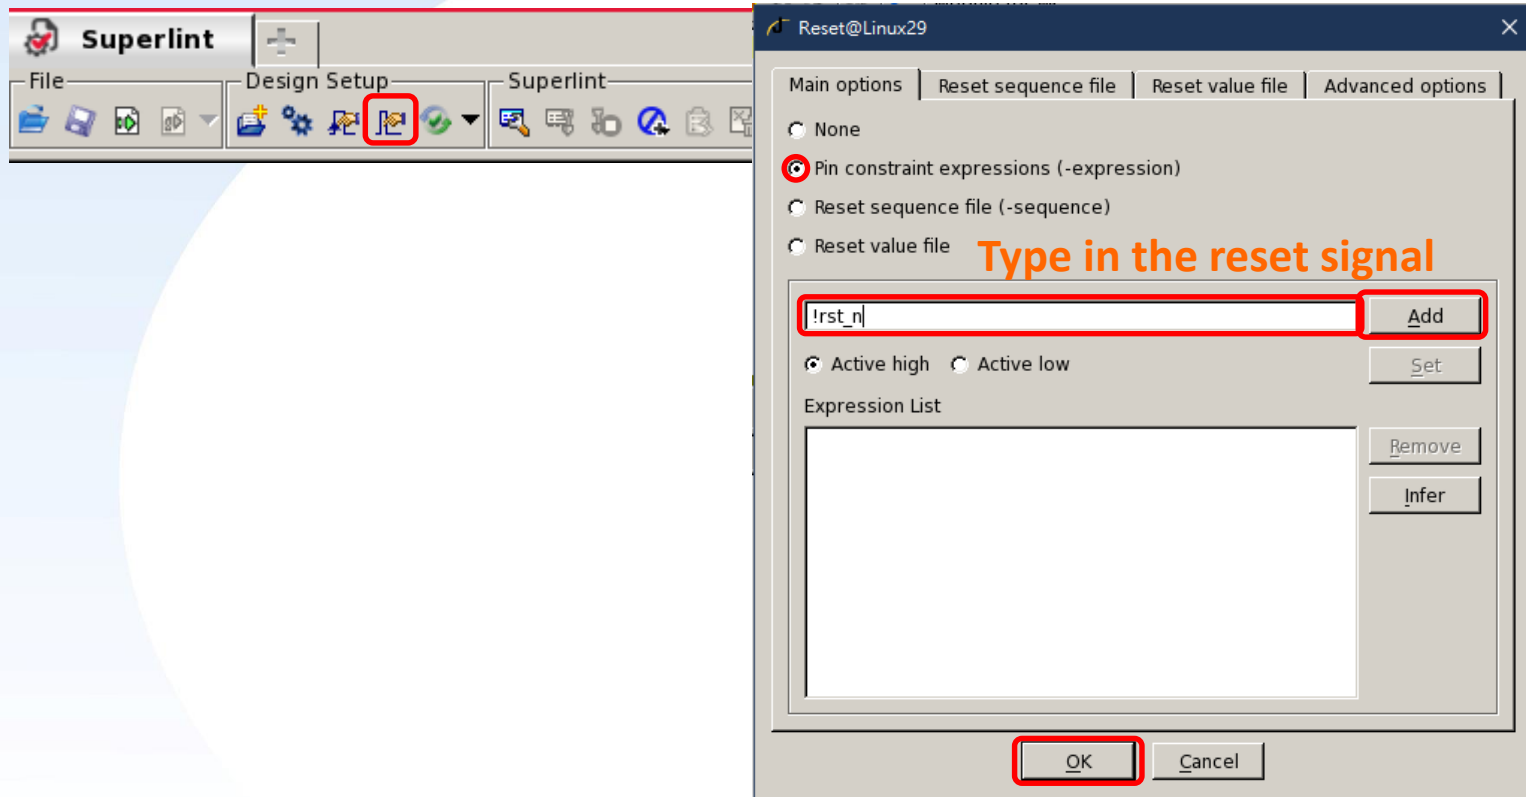 Superlint
File
Design Setup
Superlint
Reset@Linux29
Main options
Reset sequence file
Reset value file
Advanced options
None
Pin constraint expressions (-expression)
Reset sequence file (-sequence)
Reset value file
Type in the reset signal
!rst_n
Add
Active high
Active low
Set
Expression List
Remove
Infer
OK
Cancel